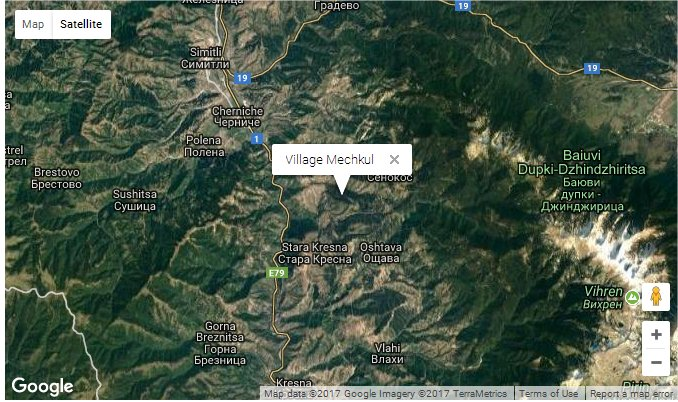 Map
Satellite
Железница
Градево
19
Simitli
Симитли
19
19
Cherniche
Черниче
1
Polena
Полена
Village Mechkul
Сенокос
Baiuvi
Dupki-Dzhindzhiritsa
Баюви
дупки -
Джинджирица
Brestovo
Брестово
Sushitsa
Сушица
Stara Kresna
Стара Кресна
Oshtava
Ощава
E79
Vihren
Вихрен
Gorna
Breznitsa
Горна
Брезница
Vlahi
Влахи
Kresna
Pirin
Google
Map data ©2017 Google Imagery ©2017 TerraMetrics
Terms of Use
Report a map error